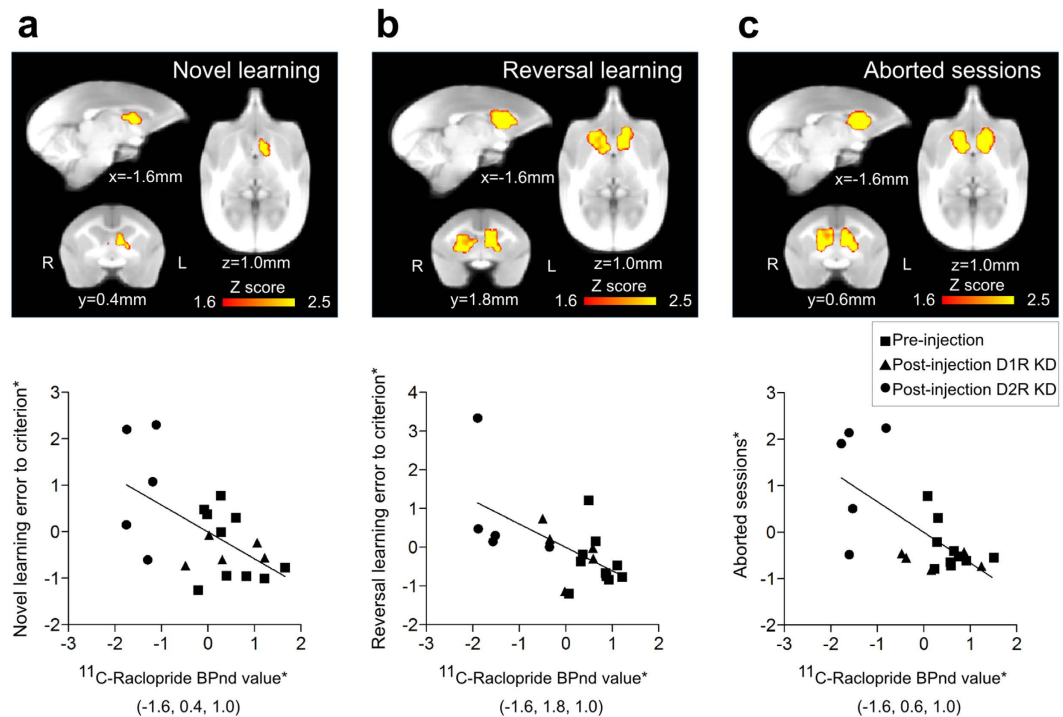 a
Novel learning
x=-1.6mm
R
L
z=1.0mm
Z score
y=0.4mm
1.6
2.5
b
Reversal learning
x=-1.6mm
R
L
z=1.0mm
Z score
y=1.8mm
1.6
2.5
c
Aborted sessions
x=-1.6mm
R
L
z=1.0mm
Z score
y=0.6mm
1.6
2.5
Pre-injection
Post-injection D1R KD
Post-injection D2R KD
Novel learning error to criterion*
3
2
1
0
-1
-2
-3
-2
-1
0
1
2
¹¹C-Raclopride BPnd value*
(-1.6, 0.4, 1.0)
Reversal learning error to criterion*
4
3
2
1
0
-1
-2
-3
-2
-1
0
1
2
¹¹C-Raclopride BPnd value*
(-1.6, 1.8, 1.0)
Aborted sessions*
3
2
1
0
-1
-2
-3
-2
-1
0
1
2
¹¹C-Raclopride BPnd value*
(-1.6, 0.6, 1.0)